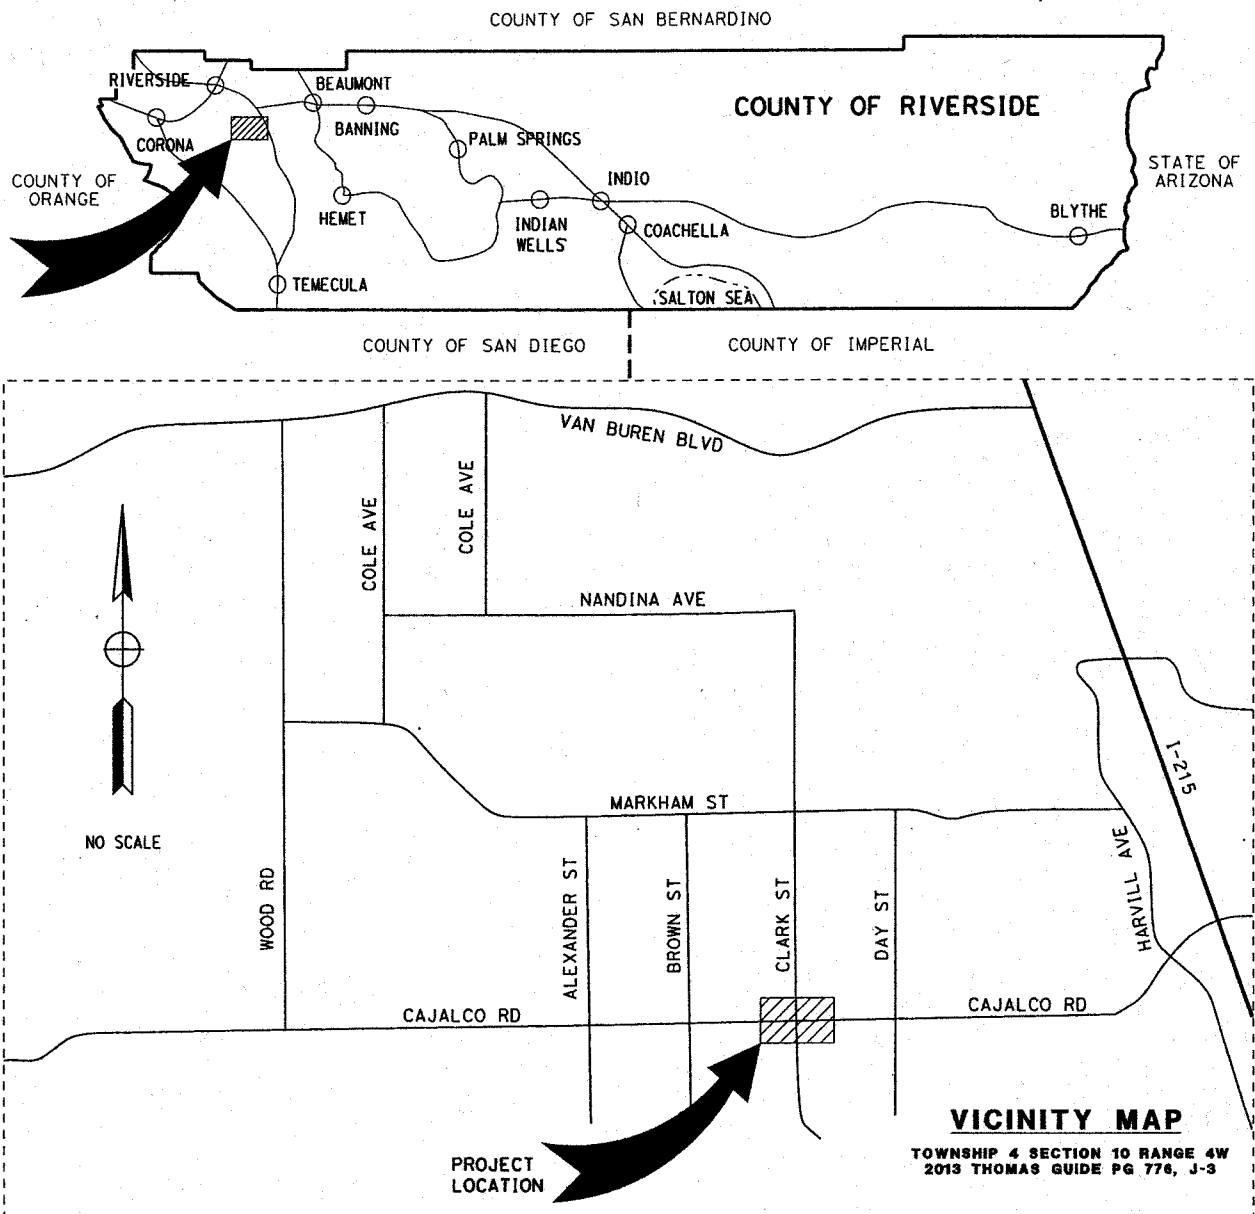 COUNTY OF SAN BERNARDINO
RIVERSIDE
BEAUMONT
COUNTY OF RIVERSIDE
BANNING
CORONA
PALM SPRINGS
STATE OF
ARIZONA
COUNTY OF
ORANGE
INDIO
HEMET
INDIAN
WELLS
COACHELLA
BLYTHE
TEMECULA
SALTON SEA
COUNTY OF SAN DIEGO
COUNTY OF IMPERIAL
VAN BUREN BLVD
COLE AVE
COLE AVE
NANDINA AVE
I-215
MARKHAM ST
NO SCALE
WOOD RD
ALEXANDER ST
BROWN ST
CLARK ST
DAY ST
HARVILL AVE
CAJALCO RD
CAJALCO RD
PROJECT
LOCATION
VICINITY MAP
TOWNSHIP 4 SECTION 10 RANGE 4W
2013 THOMAS GUIDE PG 776, J-3